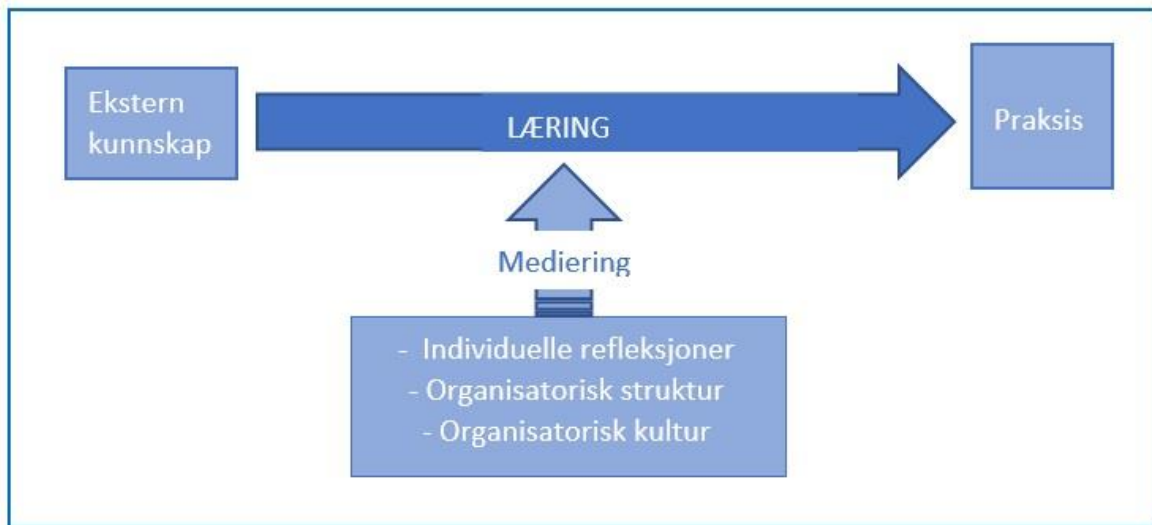 Ekstern
kunnskap
LÆRING
Praksis
Mediering
- Individuelle refleksjoner
- Organisatorisk struktur
- Organisatorisk kultur